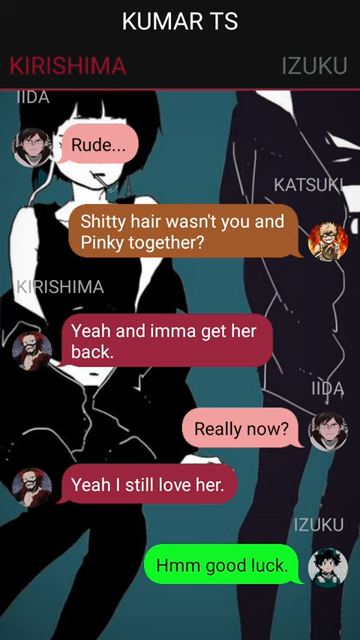 KUMAR TS
KIRISHIMA
IZUKU
IIDA
Rude...
KATSUKI
Shitty hair wasn't you and
Pinky together?
KIRISHIMA
Yeah and imma get her
back.
IIDA
Really now?
Yeah I still love her.
IZUKU
Hmm good luck.